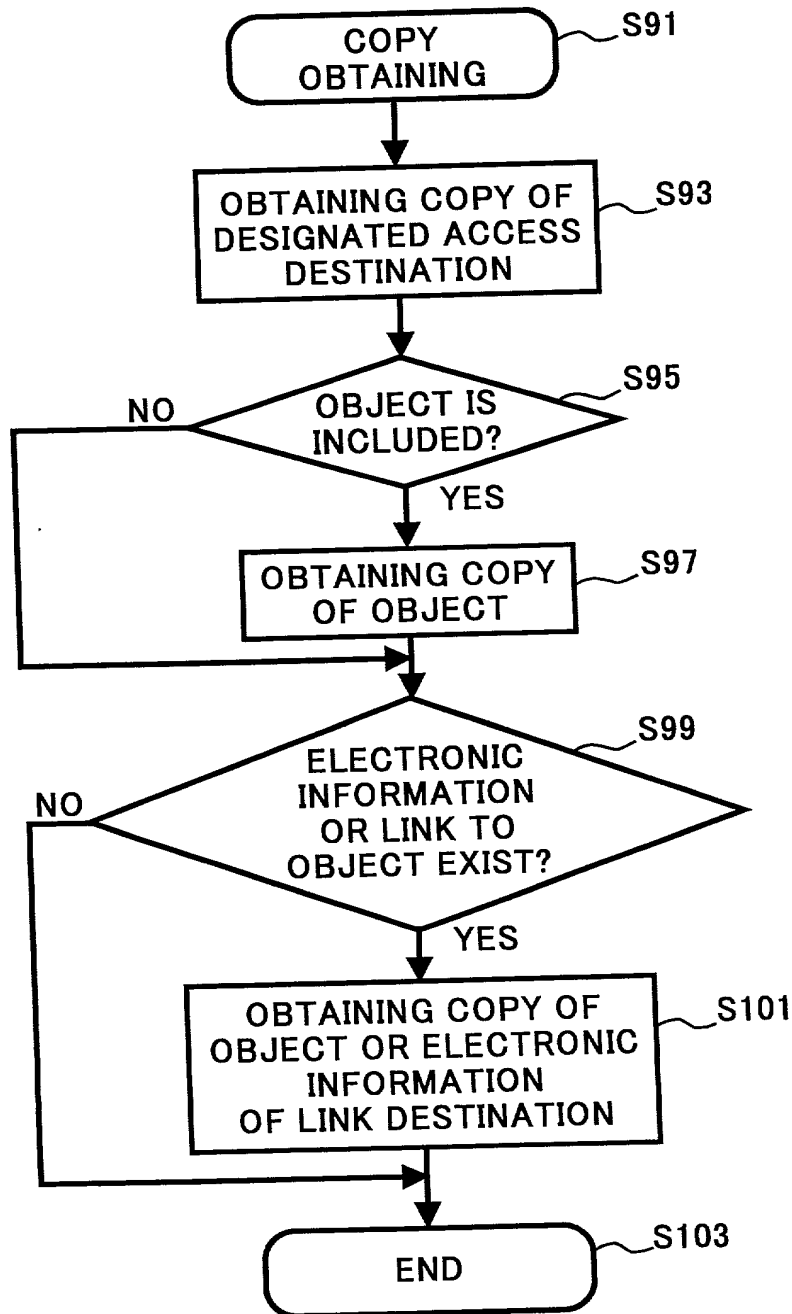 COPY
OBTAINING
S91
OBTAINING COPY OF
DESIGNATED ACCESS
DESTINATION
S93
OBJECT IS
INCLUDED?
S95
NO
YES
OBTAINING COPY
OF OBJECT
S97
ELECTRONIC
INFORMATION
OR LINK TO
OBJECT EXIST?
S99
NO
YES
OBTAINING COPY OF
OBJECT OR ELECTRONIC
INFORMATION
OF LINK DESTINATION
S101
END
S103